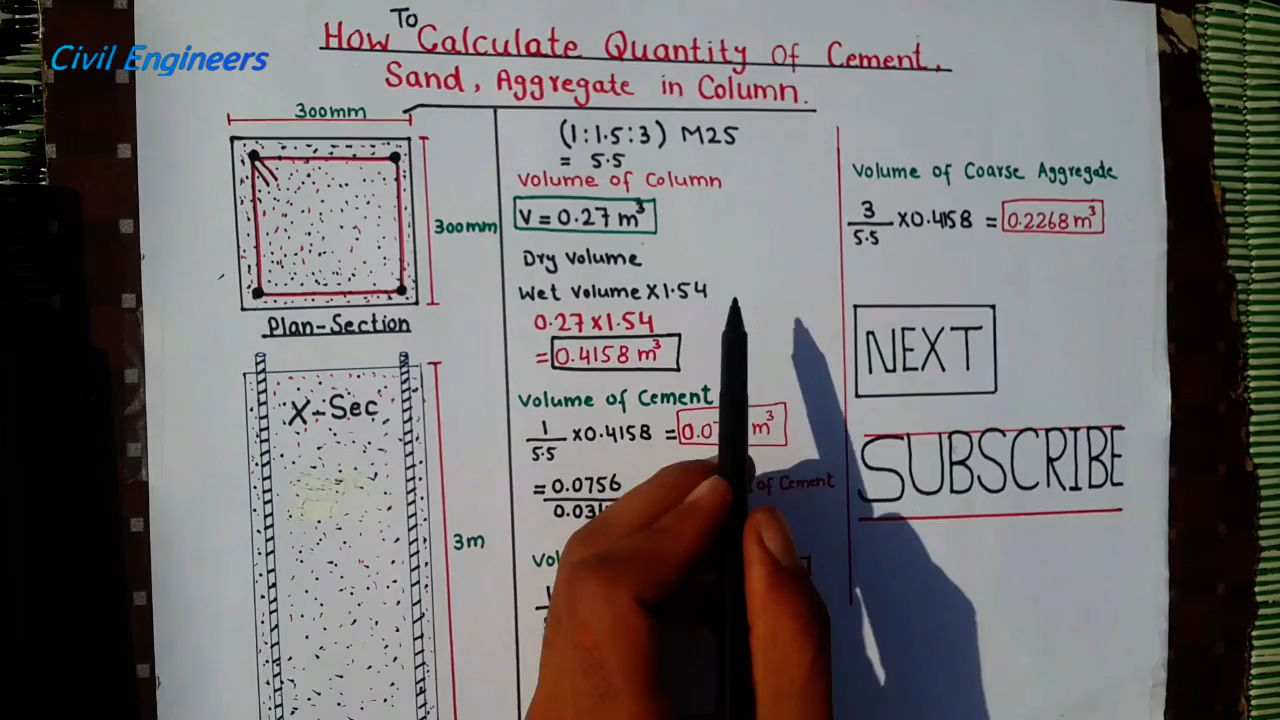 Civil Engineers
How To Calculate Quantity Of Cement,
Sand, Aggregate in Column.
300mm
300mm
Plan-Section
X-Sec
3m
(1:1.5:3) M25
= 5.5
Volume of Column
V = 0.27 m³
Dry Volume
Wet Volume X 1.54
0.27 X 1.54
= 0.4158 m³
Volume of Cement
1/5.5 X 0.4158 = m³
= 0.0756
of Cement
Volume of Coarse Aggregate
3/5.5 X 0.4158 = 0.2268 m³
NEXT
SUBSCRIBE